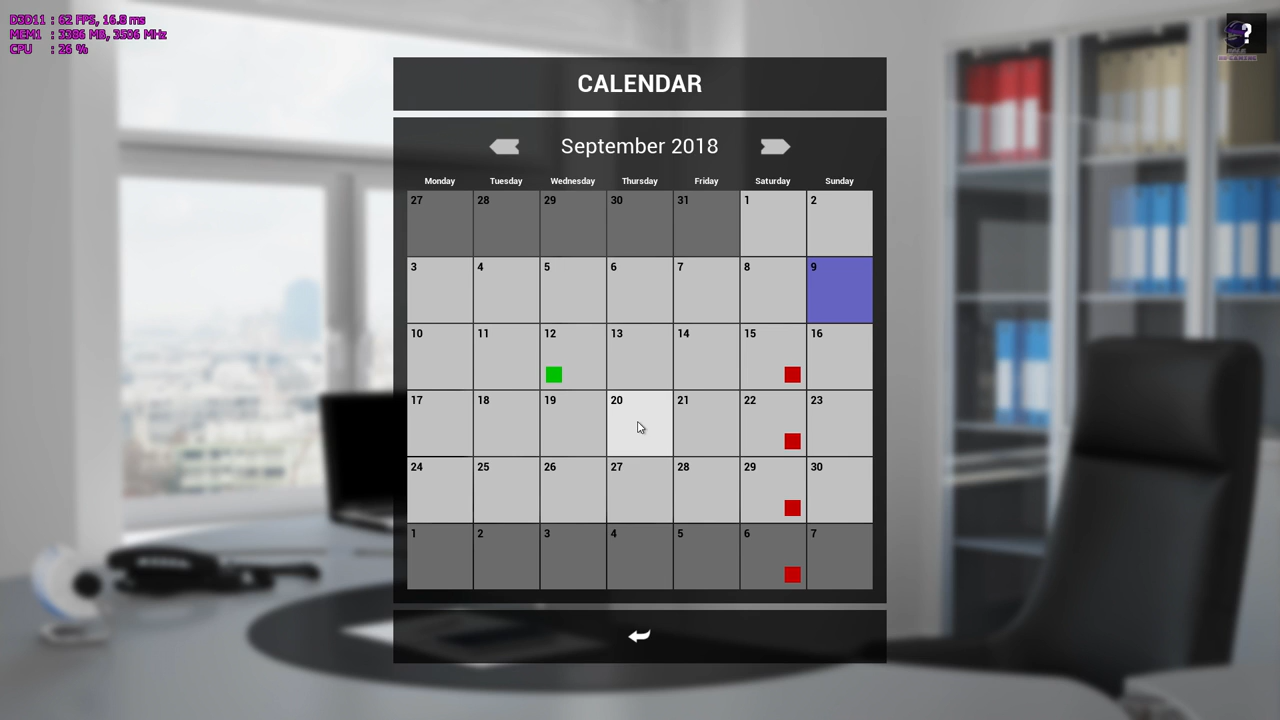 D3D11 : 62 FPS, 16.8 ms
MEM1 : 3386 MB, 3506 MHz
CPU : 26 %
?
CALENDAR
September 2018
Monday Tuesday Wednesday Thursday Friday Saturday Sunday
27 28 29 30 31 1 2
3 4 5 6 7 8 9
10 11 12 13 14 15 16
17 18 19 20 21 22 23
24 25 26 27 28 29 30
1 2 3 4 5 6 7